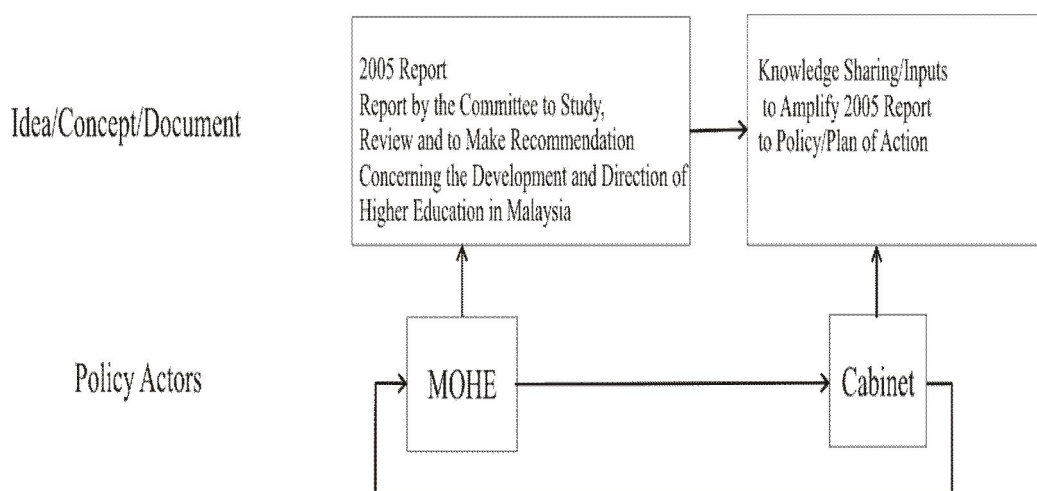 Idea/Concept/Document
2005 Report
Report by the Committee to Study,
Review and to Make Recommendation
Concerning the Development and Direction of
Higher Education in Malaysia
Knowledge Sharing/Inputs
to Amplify 2005 Report
to Policy/Plan of Action
Policy Actors
MOHE
Cabinet